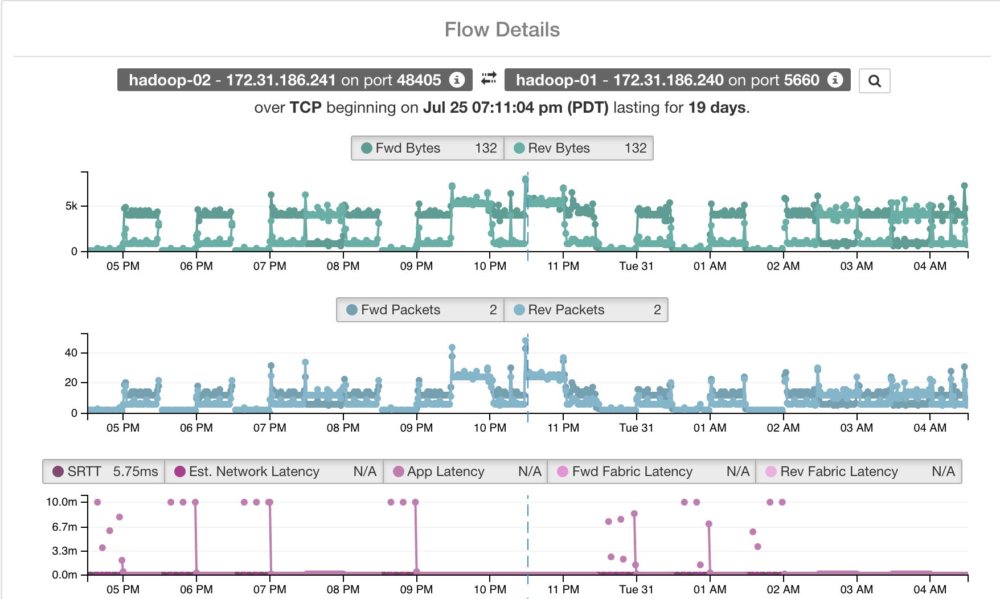 Flow Details
hadoop-02 - 172.31.186.241 on port 48405 hadoop-01 - 172.31.186.240 on port 5660
over TCP beginning on Jul 25 07:11:04 pm (PDT) lasting for 19 days.
Fwd Bytes 132 Rev Bytes 132
5k
0
05 PM 06 PM 07 PM 08 PM 09 PM 10 PM 11 PM Tue 31 01 AM 02 AM 03 AM 04 AM
Fwd Packets 2 Rev Packets 2
40
20
0
05 PM 06 PM 07 PM 08 PM 09 PM 10 PM 11 PM Tue 31 01 AM 02 AM 03 AM 04 AM
SRTT 5.75ms Est. Network Latency N/A App Latency N/A Fwd Fabric Latency N/A Rev Fabric Latency N/A
10.0m
6.7m
3.3m
0.0m
05 PM 06 PM 07 PM 08 PM 09 PM 10 PM 11 PM Tue 31 01 AM 02 AM 03 AM 04 AM